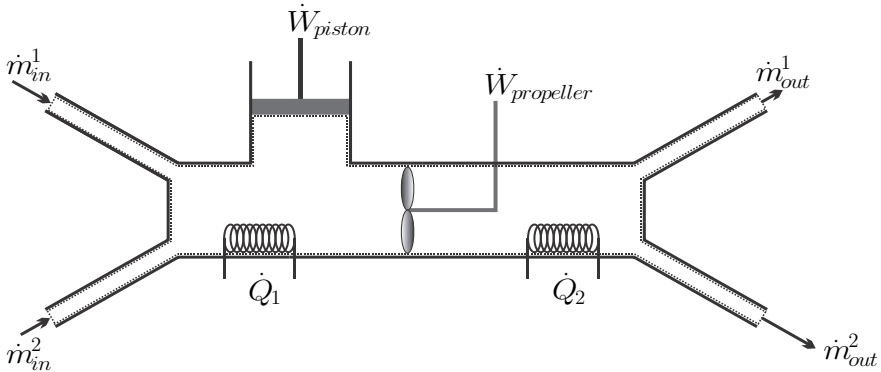 Ẇ_piston
ṁ^1_in
Ẇ_propeller
ṁ^1_out
Q̇_1
Q̇_2
ṁ^2_in
ṁ^2_out